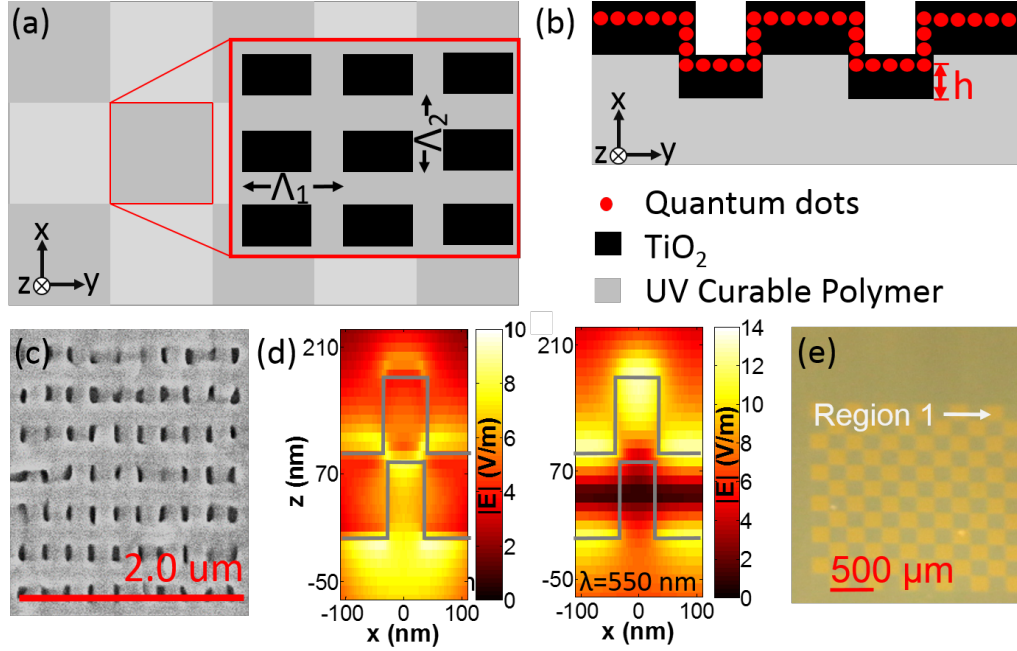 (a)
Λ1
Λ2
x
z
y
(b)
h
x
z
y
Quantum dots
TiO2
UV Curable Polymer
(c)
2.0 um
(d)
210
70
-50
z (nm)
-100 0 100
x (nm)
10
8
6
4
2
0
|E| (V/m)
210
70
-50
λ=550 nm
-100 0 100
x (nm)
14
12
10
8
6
4
2
0
|E| (V/m)
(e)
Region 1
500 μm